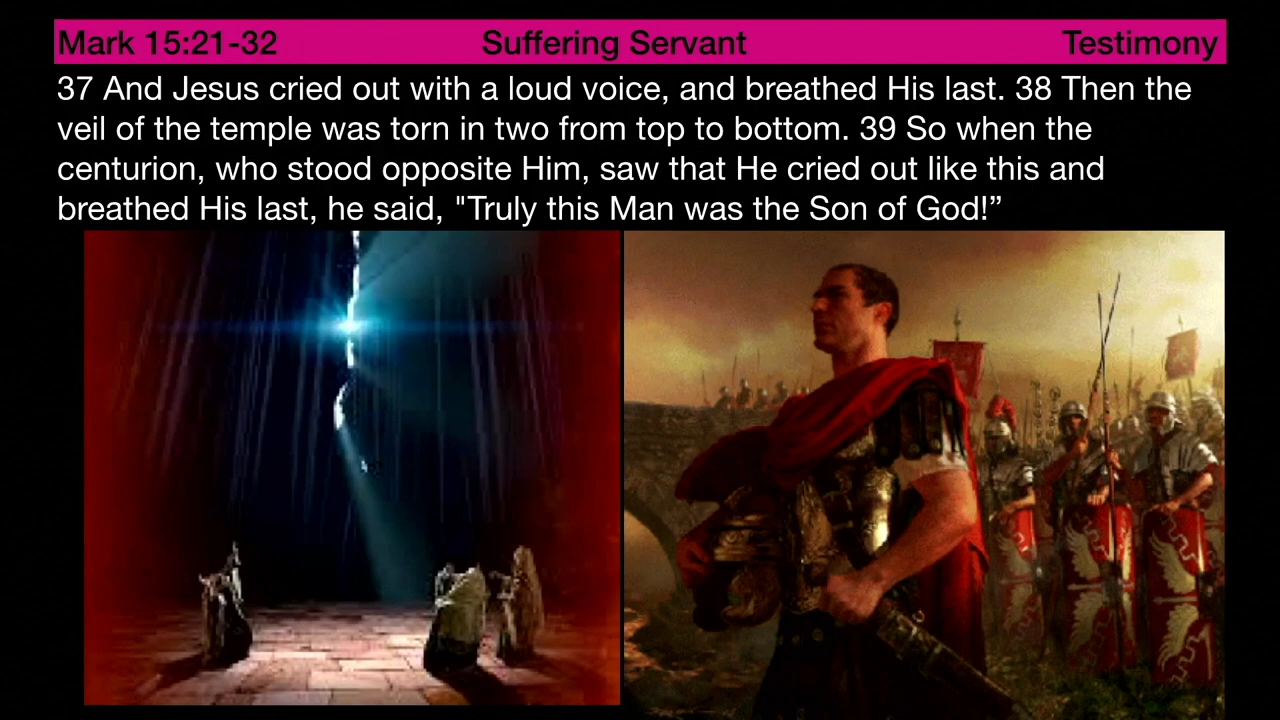 Mark 15:21-32 Suffering Servant Testimony
37 And Jesus cried out with a loud voice, and breathed His last. 38 Then the
veil of the temple was torn in two from top to bottom. 39 So when the
centurion, who stood opposite Him, saw that He cried out like this and
breathed His last, he said, "Truly this Man was the Son of God!”